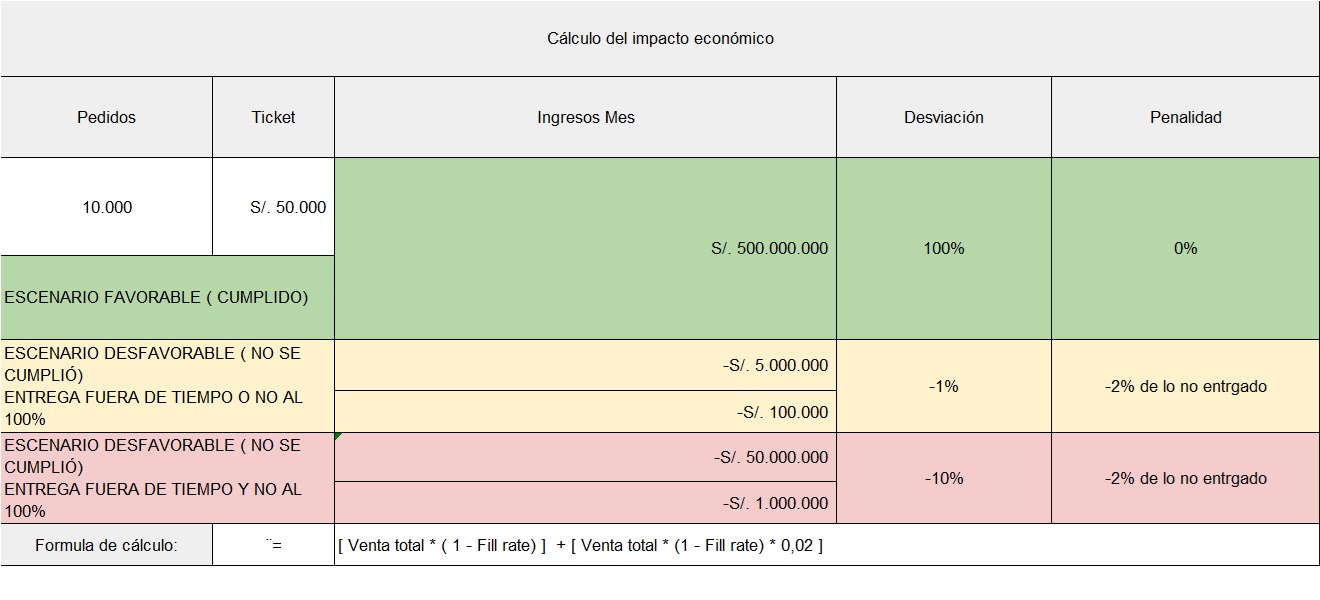 Cálculo del impacto económico
Pedidos
Ticket
Ingresos Mes
Desviación
Penalidad
10.000
S/. 50.000
S/. 500.000.000
100%
0%
ESCENARIO FAVORABLE ( CUMPLIDO)
ESCENARIO DESFAVORABLE ( NO SE
CUMPLIÓ)
ENTREGA FUERA DE TIEMPO O NO AL
100%
-S/. 5.000.000
-S/. 100.000
-1%
-2% de lo no entrgado
ESCENARIO DESFAVORABLE ( NO SE
CUMPLIÓ)
ENTREGA FUERA DE TIEMPO Y NO AL
100%
-S/. 50.000.000
-S/. 1.000.000
-10%
-2% de lo no entrgado
Formula de cálculo:
¨=
[ Venta total * ( 1 - Fill rate) ]  + [ Venta total * (1 - Fill rate) * 0,02 ]